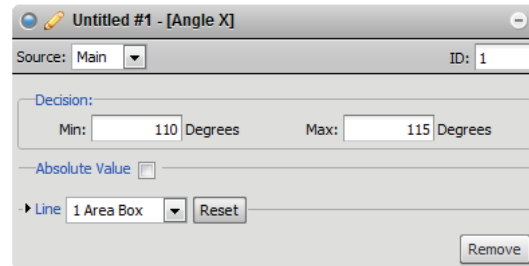 Untitled #1 - [Angle X]
Source: Main ID: 1
Decision:
Min: 110 Degrees Max: 115 Degrees
Absolute Value
Line 1 Area Box Reset
Remove